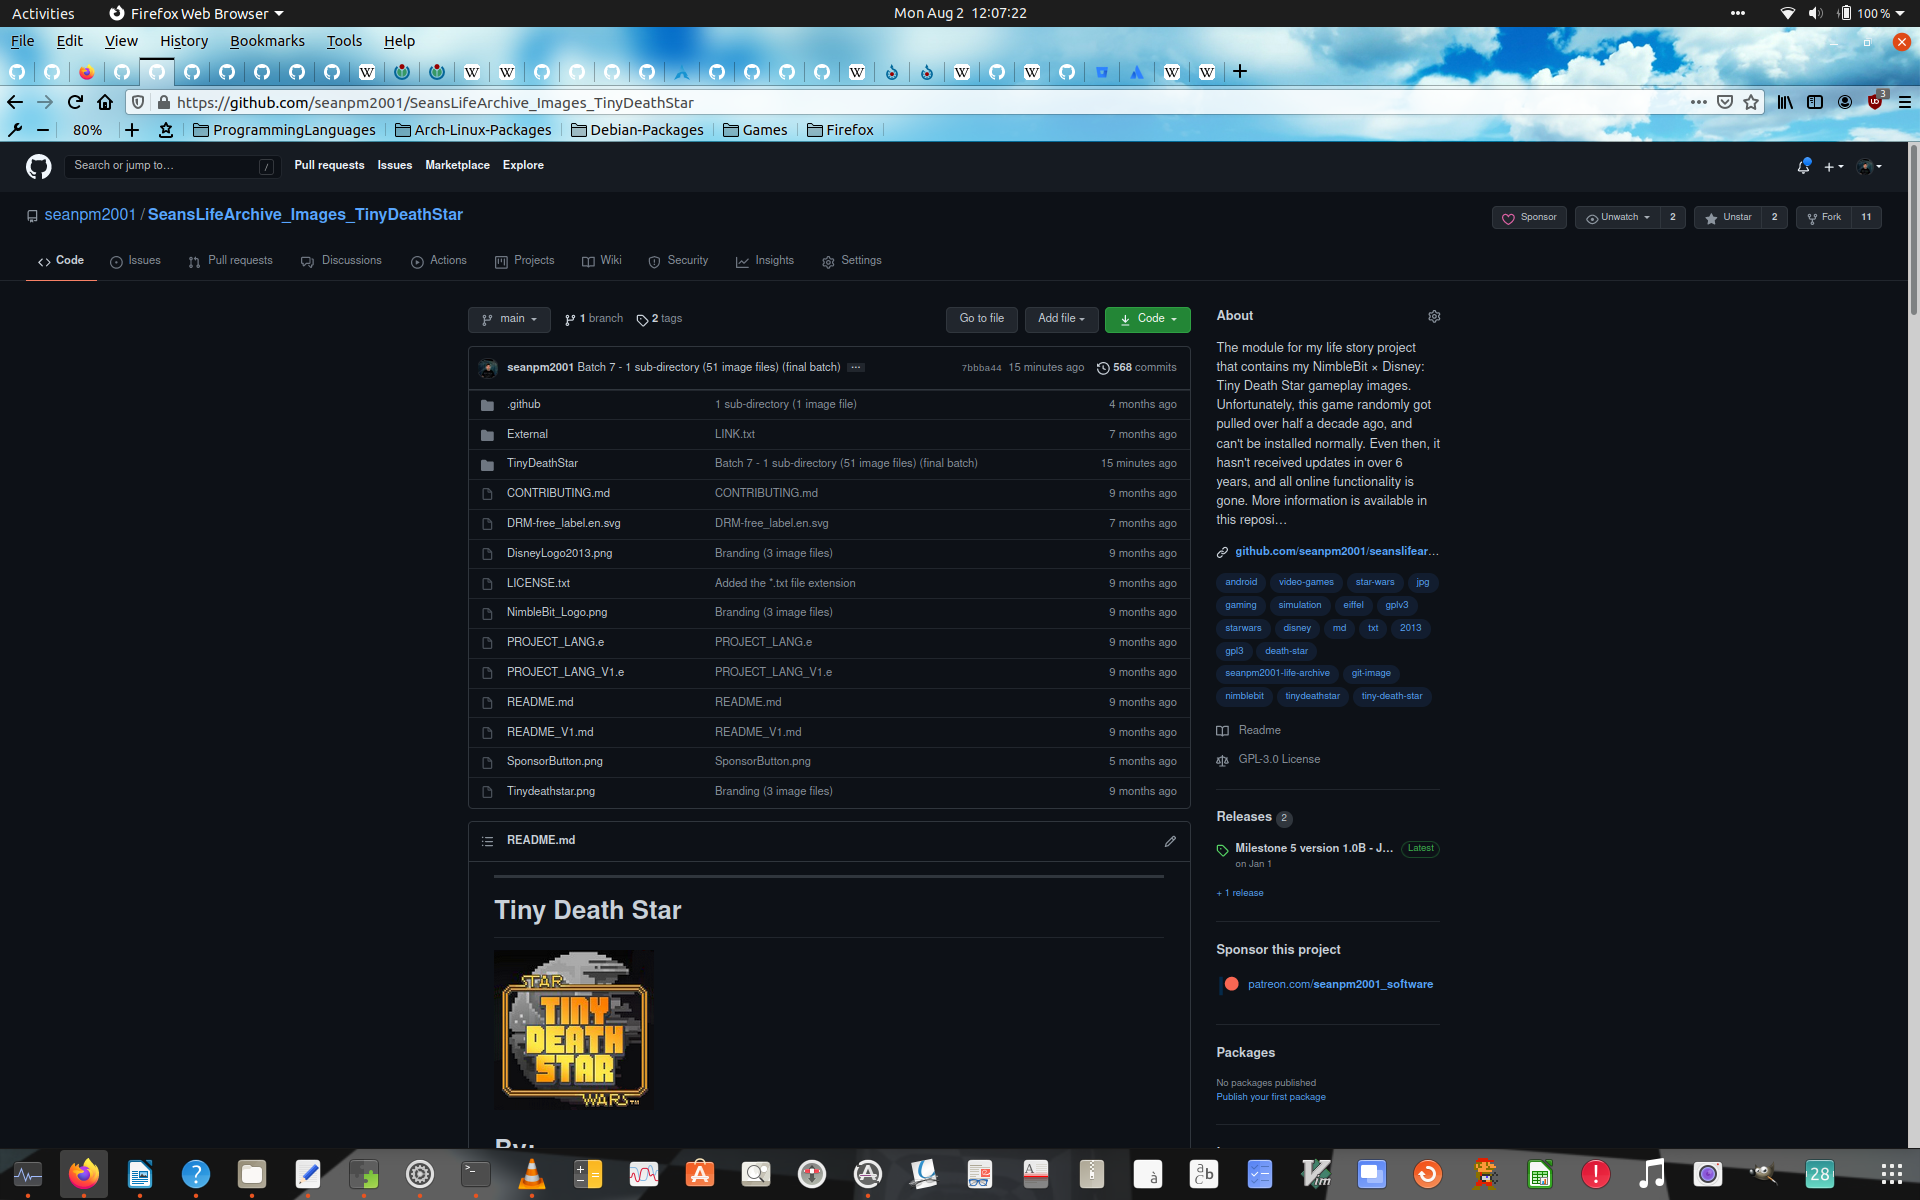 Activities Firefox Web Browser Mon Aug 2 12:07:22 100 %
File Edit View History Bookmarks Tools Help
https://github.com/seanpm2001/SeansLifeArchive_Images_TinyDeathStar 3
80% ProgrammingLanguages Arch-Linux-Packages Debian-Packages Games Firefox
Search or jump to… / Pull requests Issues Marketplace Explore
seanpm2001 / SeansLifeArchive_Images_TinyDeathStar Sponsor Unwatch 2 Unstar 2 Fork 11
Code Issues Pull requests Discussions Actions Projects Wiki Security Insights Settings
main 1 branch 2 tags Go to file Add file Code
seanpm2001 Batch 7 - 1 sub-directory (51 image files) (final batch) ... 7bbba44 15 minutes ago 568 commits
.github 1 sub-directory (1 image file) 4 months ago
External LINK.txt 7 months ago
TinyDeathStar Batch 7 - 1 sub-directory (51 image files) (final batch) 15 minutes ago
CONTRIBUTING.md CONTRIBUTING.md 9 months ago
DRM-free_label.en.svg DRM-free_label.en.svg 7 months ago
DisneyLogo2013.png Branding (3 image files) 9 months ago
LICENSE.txt Added the *.txt file extension 9 months ago
NimbleBit_Logo.png Branding (3 image files) 9 months ago
PROJECT_LANG.e PROJECT_LANG.e 9 months ago
PROJECT_LANG_V1.e PROJECT_LANG_V1.e 9 months ago
README.md README.md 9 months ago
README_V1.md README_V1.md 9 months ago
SponsorButton.png SponsorButton.png 5 months ago
Tinydeathstar.png Branding (3 image files) 9 months ago
README.md
Tiny Death Star
STAR
TINY
DEATH
STAR
WARS™
By:
About
The module for my life story project
that contains my NimbleBit × Disney:
Tiny Death Star gameplay images.
Unfortunately, this game randomly got
pulled over half a decade ago, and
can't be installed normally. Even then, it
hasn't received updates in over 6
years, and all online functionality is
gone. More information is available in
this reposi…
github.com/seanpm2001/seanslifear…
android video-games star-wars jpg
gaming simulation eiffel gplv3
starwars disney md txt 2013
gpl3 death-star
seanpm2001-life-archive git-image
nimblebit tinydeathstar tiny-death-star
Readme
GPL-3.0 License
Releases 2
Milestone 5 version 1.0B - J… Latest
on Jan 1
+ 1 release
Sponsor this project
patreon.com/seanpm2001_software
Packages
No packages published
Publish your first package
28